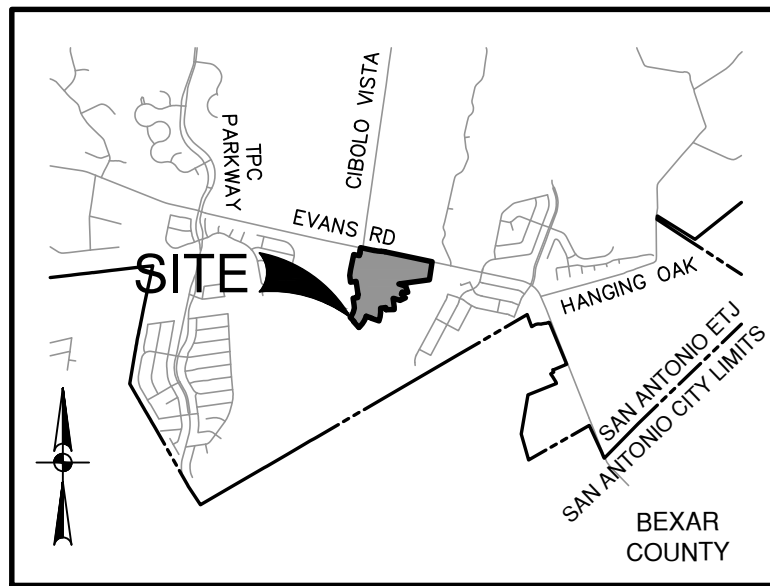 CIBOLO VISTA
TPC
PARKWAY
EVANS RD
SITE
HANGING OAK
SAN ANTONIO ETJ
SAN ANTONIO CITY LIMITS
BEXAR
COUNTY